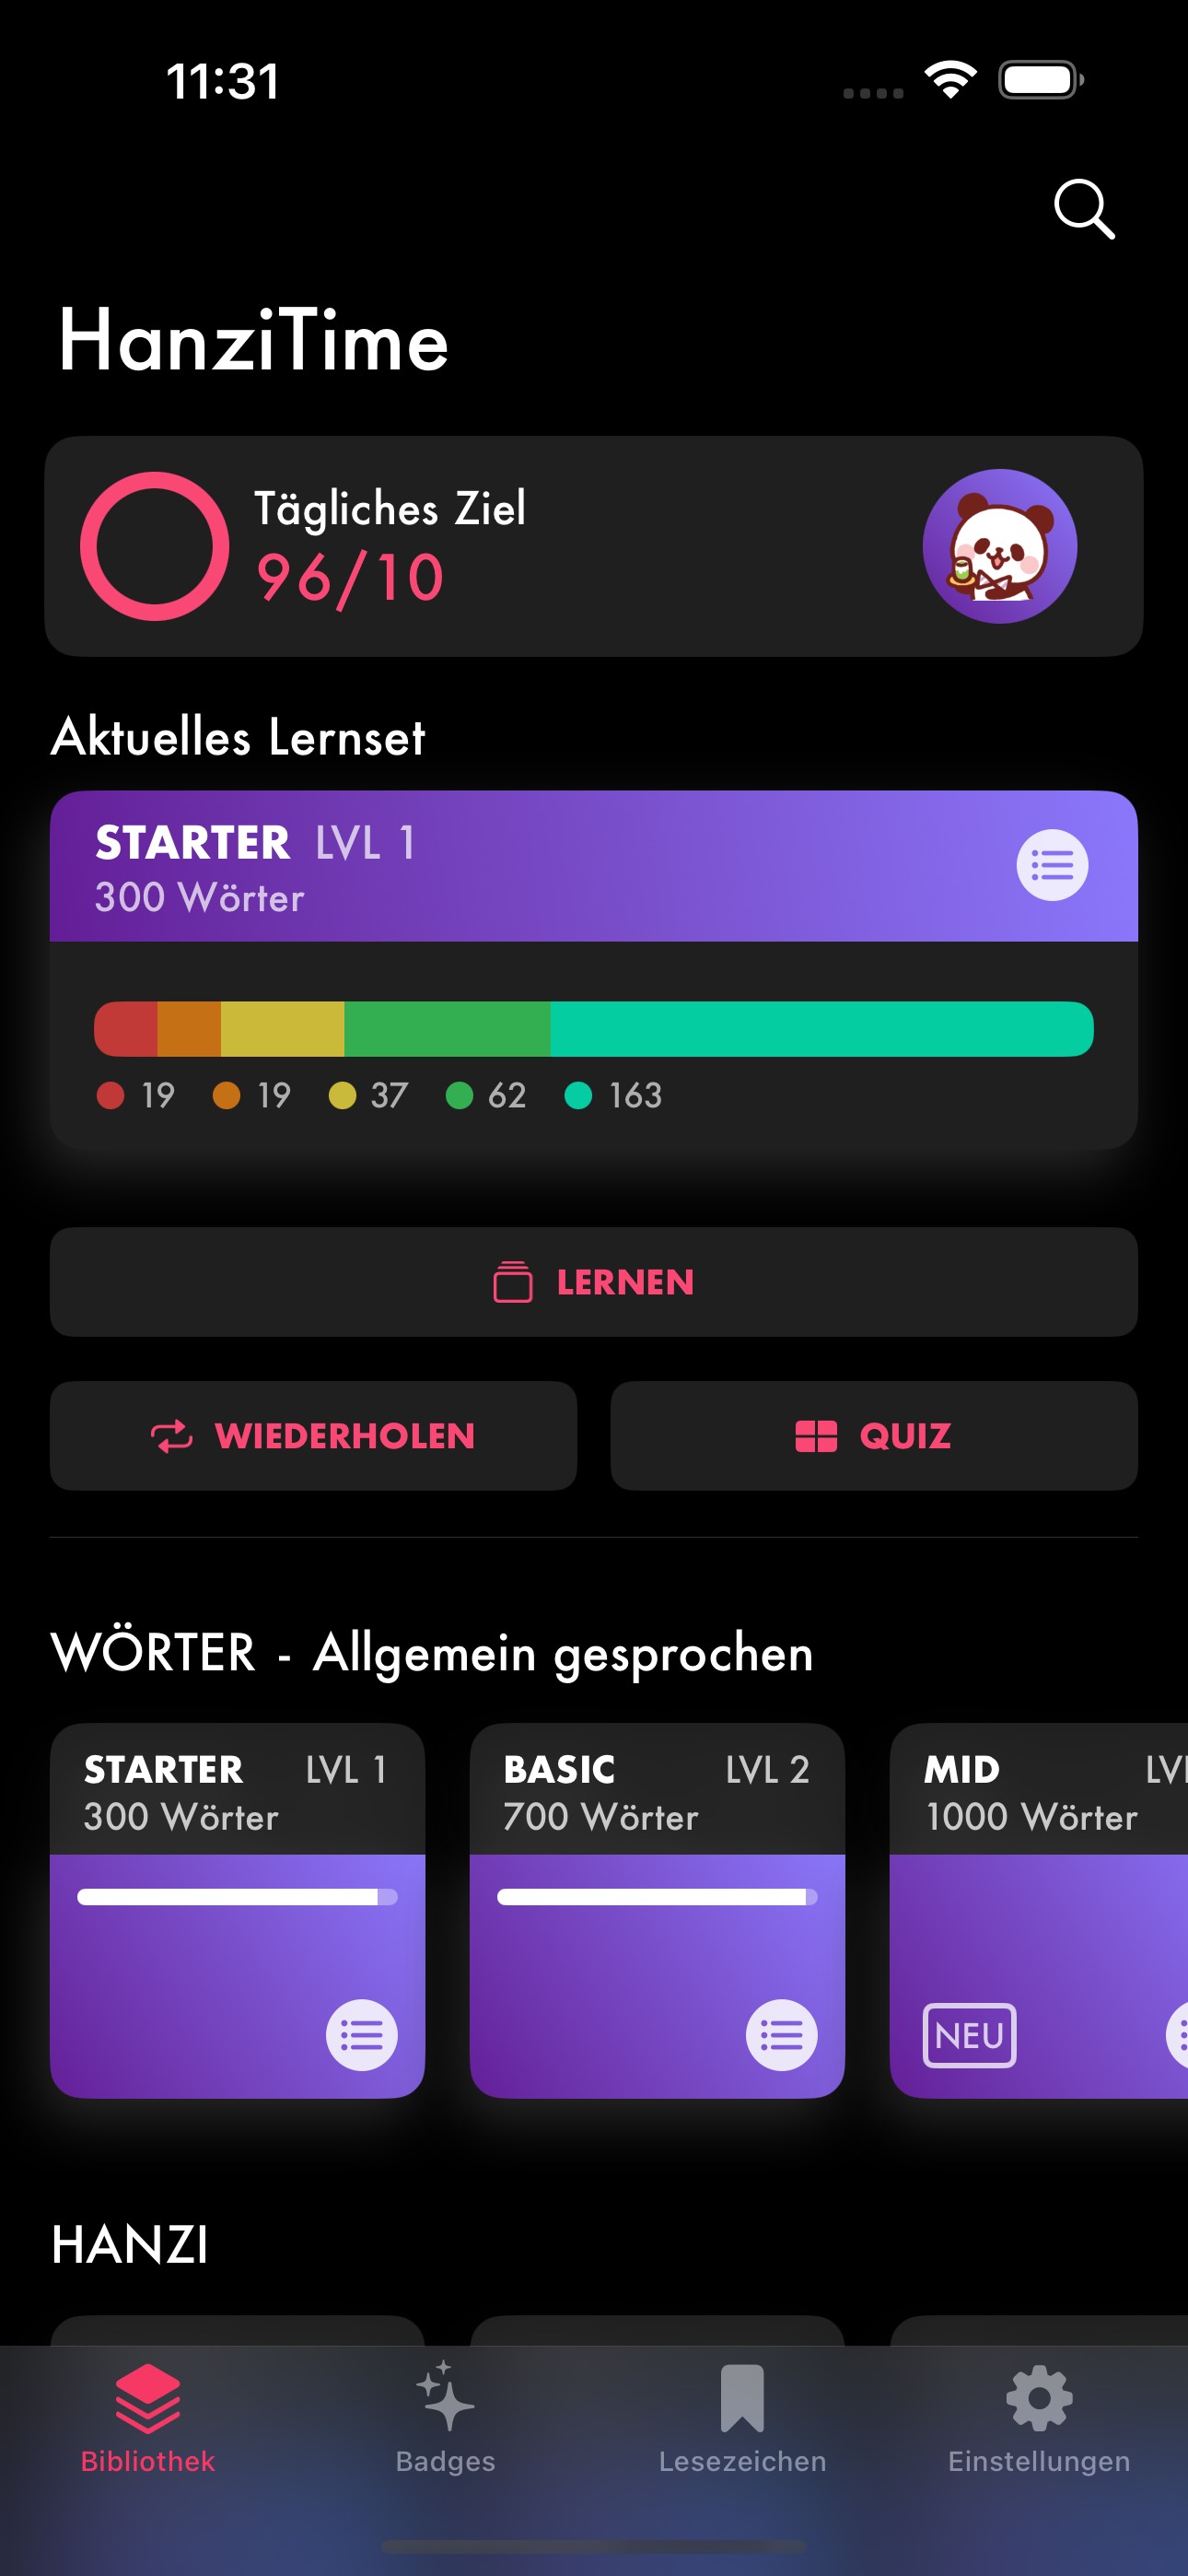 11:31
HanziTime
Tägliches Ziel
96/10
Aktuelles Lernset
STARTER LVL 1
300 Wörter
19 19 37 62 163
LERNEN
WIEDERHOLEN QUIZ
WÖRTER - Allgemein gesprochen
STARTER LVL 1 BASIC LVL 2 MID
300 Wörter 700 Wörter 1000 Wörter
NEU
HANZI
Bibliothek Badges Lesezeichen Einstellungen